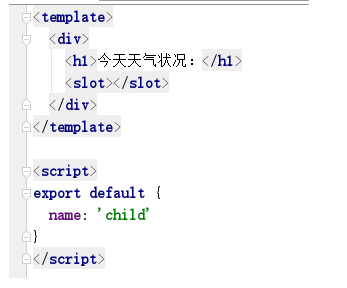 <template>
<div>
<h1>今天天气状况：</h1>
<slot></slot>
</div>
</template>
<script>
export default {
name: 'child'
}
</script>